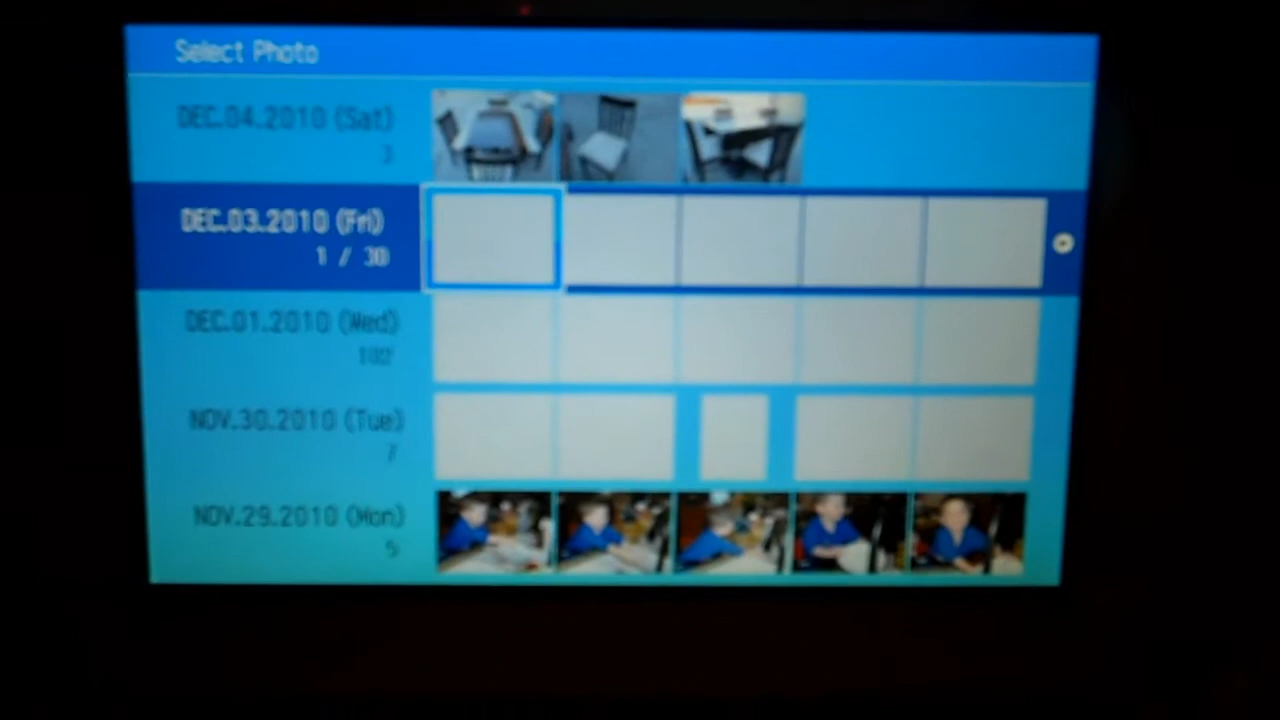 Select Photo
DEC.04.2010 (Sat)
3
DEC.03.2010 (Fri)
1 / 30
DEC.01.2010 (Wed)
102
NOV.30.2010 (Tue)
7
NOV.29.2010 (Mon)
5